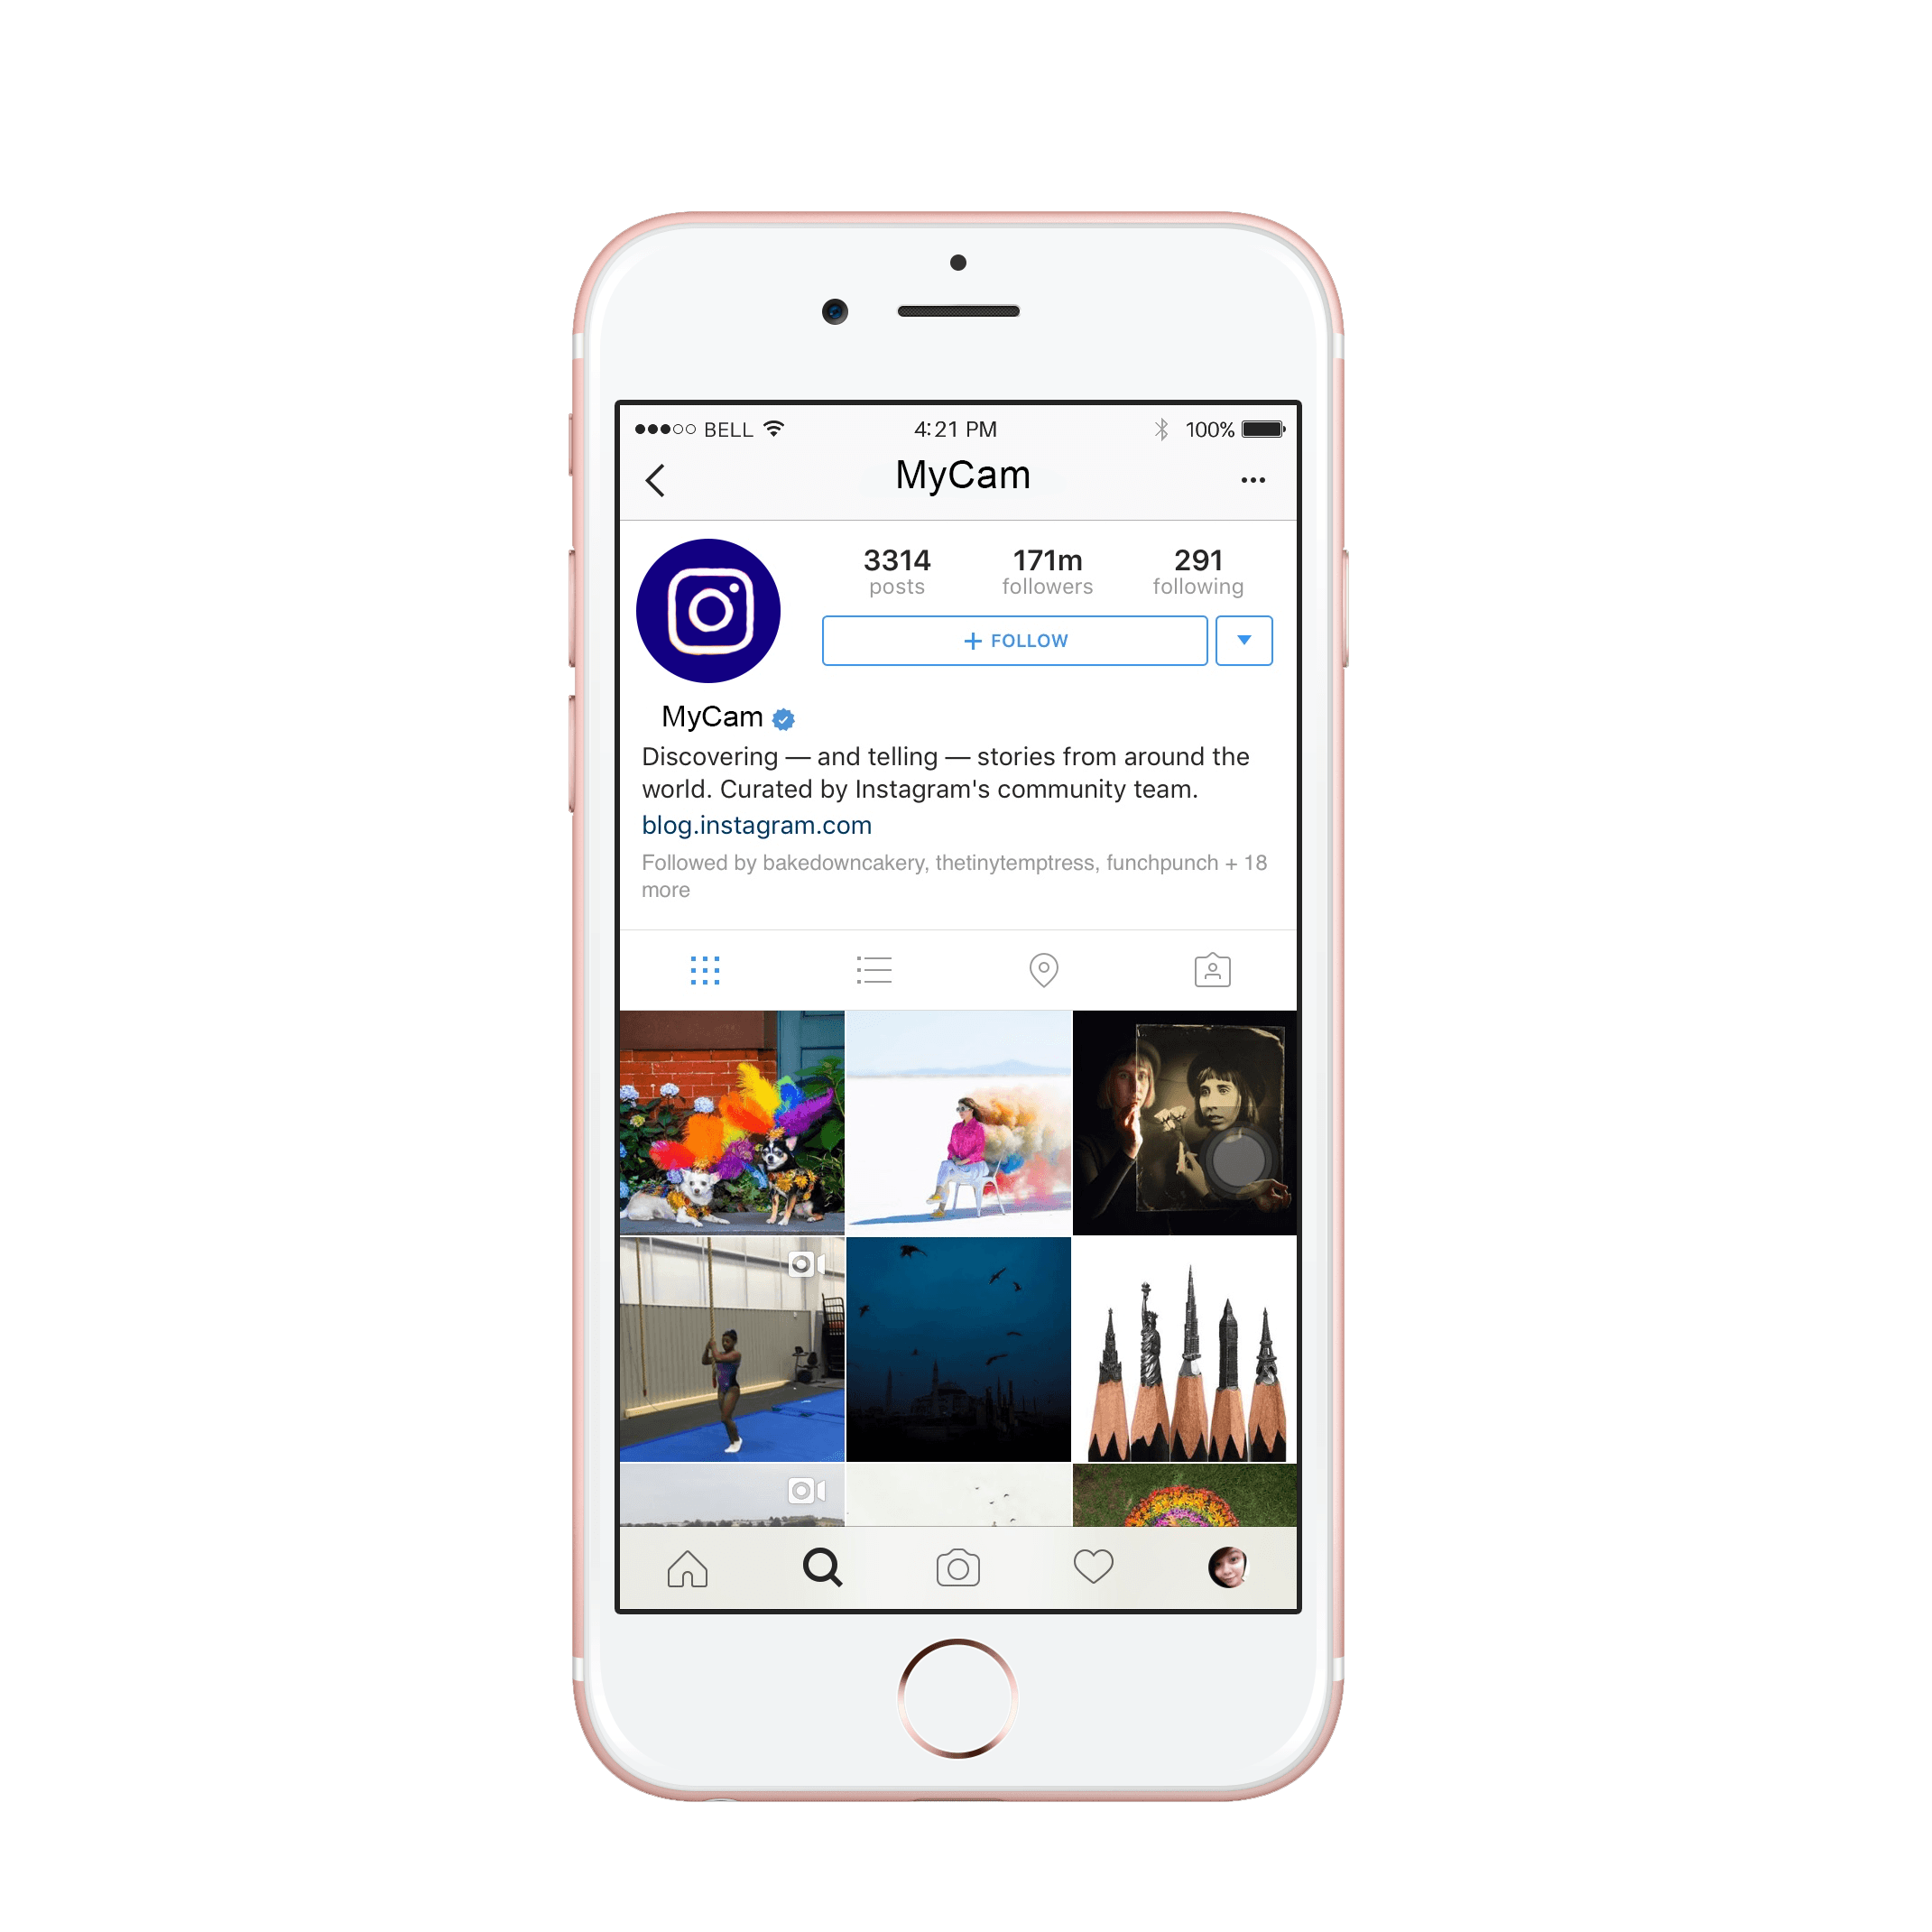 BELL 4:21 PM 100%
MyCam
3314 171m 291
posts followers following
+ FOLLOW
MyCam
Discovering — and telling — stories from around the
world. Curated by Instagram's community team.
blog.instagram.com
Followed by bakedowncakery, thetinytemptress, funchpunch + 18
more